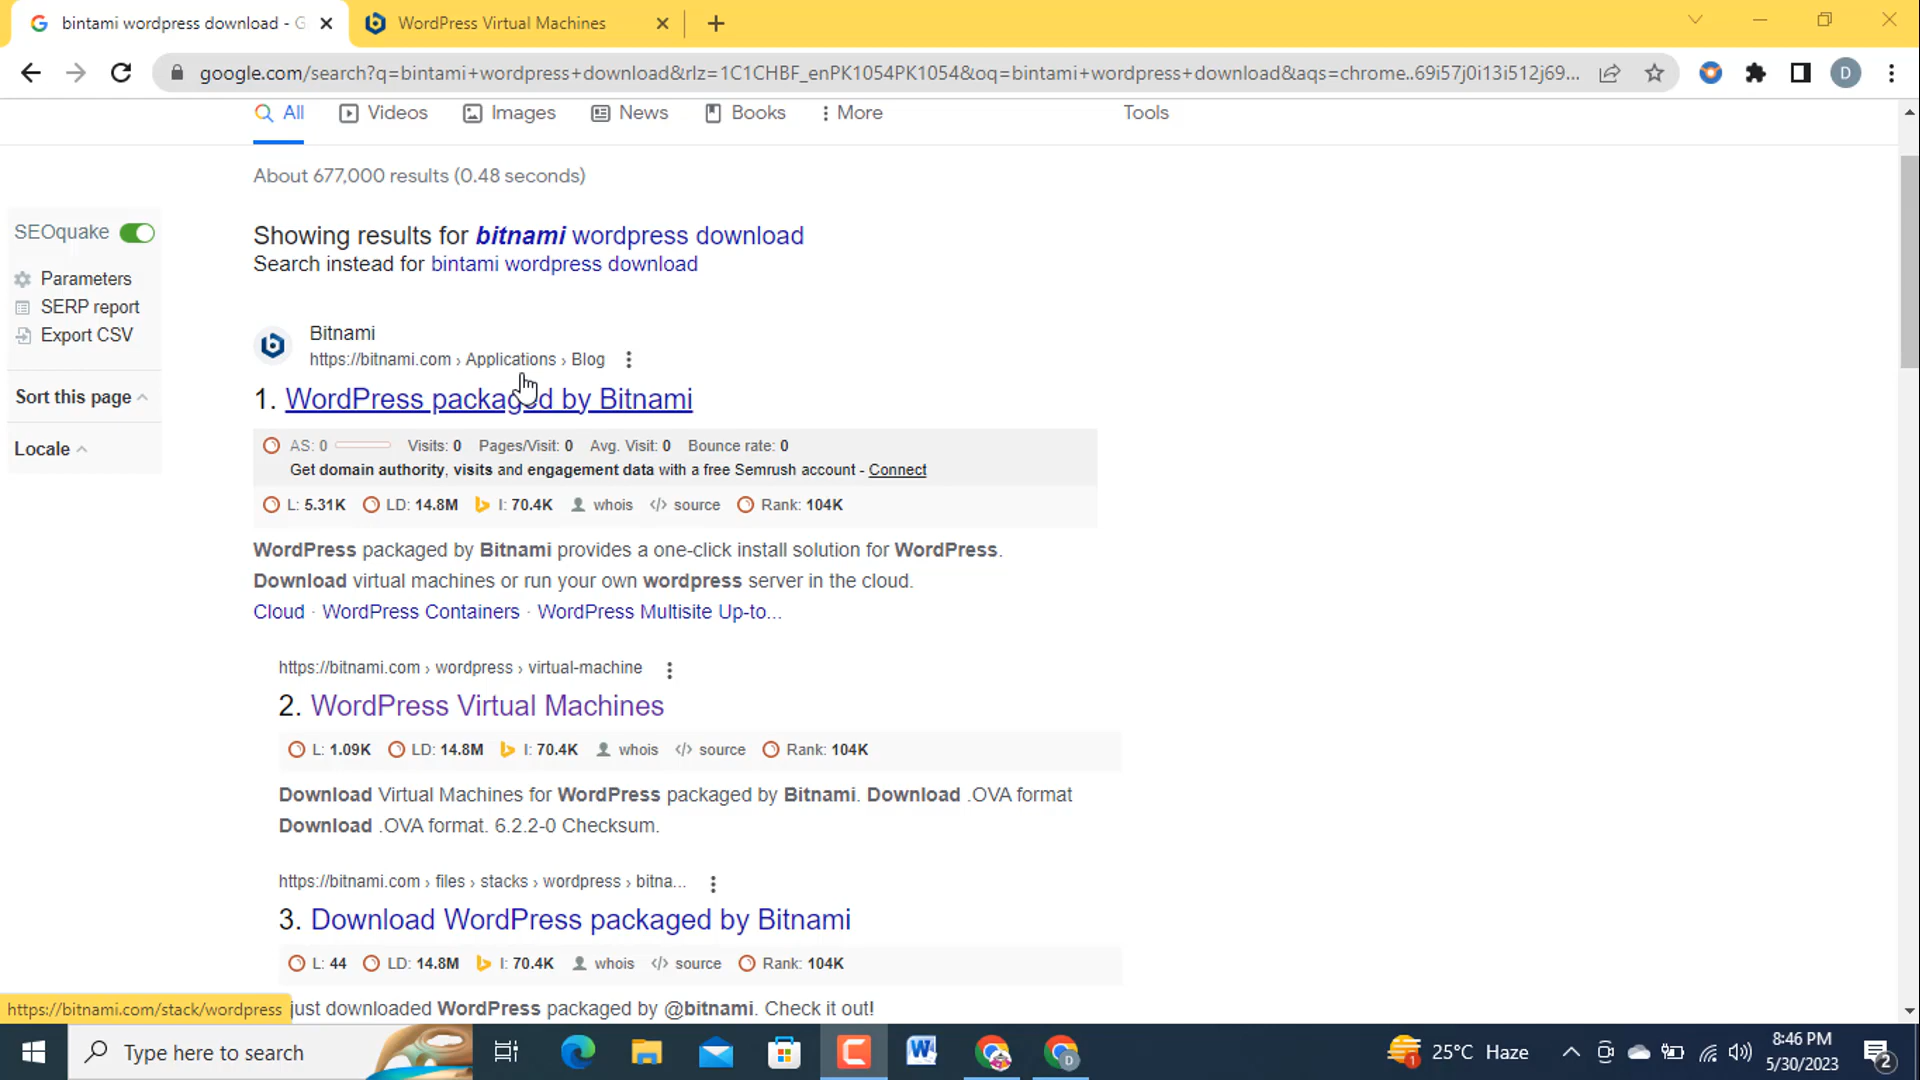 bintami wordpress download - G
WordPress Virtual Machines
google.com/search?q=bintami+wordpress+download&rlz=1C1CHBF_enPK1054PK1054&oq=bintami+wordpress+download&aqs=chrome..69i57j0i13i512j69...
D
All
Videos
Images
News
Books
More
Tools
About 677,000 results (0.48 seconds)
SEOquake
Parameters
SERP report
Export CSV
Sort this page
Locale
Showing results for bitnami wordpress download
Search instead for bintami wordpress download
Bitnami
https://bitnami.com › Applications › Blog
1. WordPress packaged by Bitnami
AS: 0 Visits: 0 Pages/Visit: 0 Avg. Visit: 0 Bounce rate: 0
Get domain authority, visits and engagement data with a free Semrush account - Connect
L: 5.31K LD: 14.8M I: 70.4K whois </> source Rank: 104K
WordPress packaged by Bitnami provides a one-click install solution for WordPress.
Download virtual machines or run your own wordpress server in the cloud.
Cloud · WordPress Containers · WordPress Multisite Up-to...
https://bitnami.com › wordpress › virtual-machine
2. WordPress Virtual Machines
L: 1.09K LD: 14.8M I: 70.4K whois </> source Rank: 104K
Download Virtual Machines for WordPress packaged by Bitnami. Download .OVA format
Download .OVA format. 6.2.2-0 Checksum.
https://bitnami.com › files › stacks › wordpress › bitna...
3. Download WordPress packaged by Bitnami
L: 44 LD: 14.8M I: 70.4K whois </> source Rank: 104K
just downloaded WordPress packaged by @bitnami. Check it out!
https://bitnami.com/stack/wordpress
Type here to search
D
1
25°C Haze
8:46 PM
5/30/2023
2